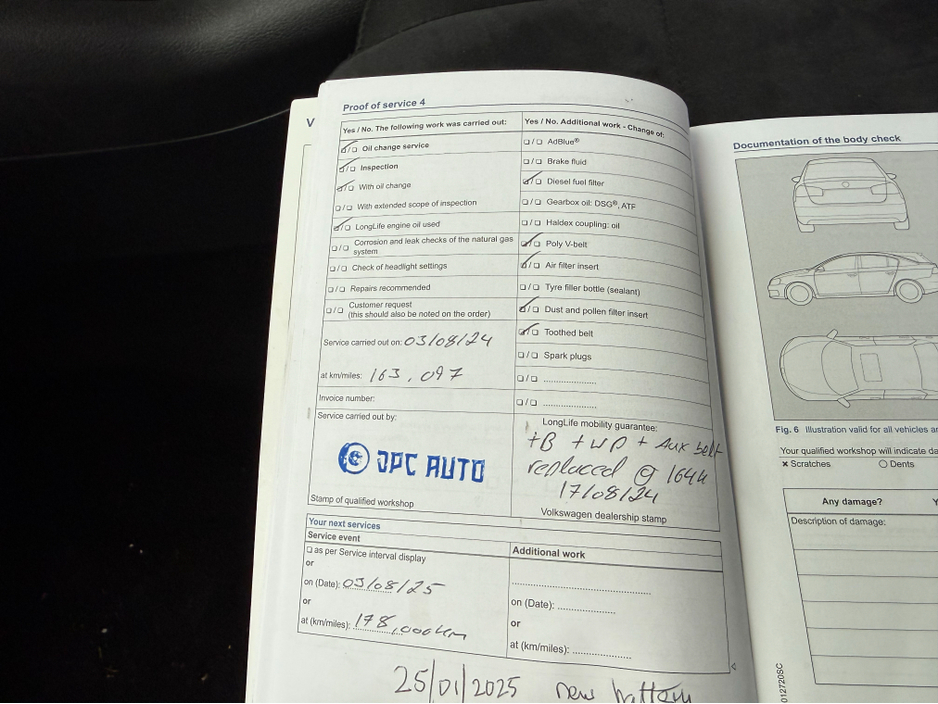 V
Proof of service 4
Yes / No. The following work was carried out:
☑/☐ Oil change service
☑/☐ Inspection
☑/☐ With oil change
☐/☐ With extended scope of inspection
☑/☐ LongLife engine oil used
☐/☐ Corrosion and leak checks of the natural gas
system
☐/☐ Check of headlight settings
☐/☐ Repairs recommended
☐/☐ Customer request
(this should also be noted on the order)
Service carried out on: 03/08/24
at km/miles: 163,097
Invoice number:
Service carried out by:
JPC AUTO
Stamp of qualified workshop
Yes / No. Additional work - Change of:
☐/☐ AdBlue®
☐/☐ Brake fluid
☑/☐ Diesel fuel filter
☐/☐ Gearbox oil: DSG®, ATF
☐/☐ Haldex coupling: oil
☑/☐ Poly V-belt
☑/☐ Air filter insert
☐/☐ Tyre filler bottle (sealant)
☑/☐ Dust and pollen filter insert
☑/☐ Toothed belt
☐/☐ Spark plugs
☐/☐ ......................
☐/☐ ......................
LongLife mobility guarantee:
TB + WP + Aux belt
replaced @ 164k
17/08/24
Volkswagen dealership stamp
Your next services
Service event
☐ as per Service interval display
or
on (Date): 03/08/25
or
at (km/miles): 178,000km
Additional work
......................................................
on (Date): ......................
or
at (km/miles): ......................
25/01/2025 new battery
Documentation of the body check
Fig. 6 Illustration valid for all vehicles
Your qualified workshop will indicate
× Scratches ○ Dents
Any damage?
Description of damage:
012720SC